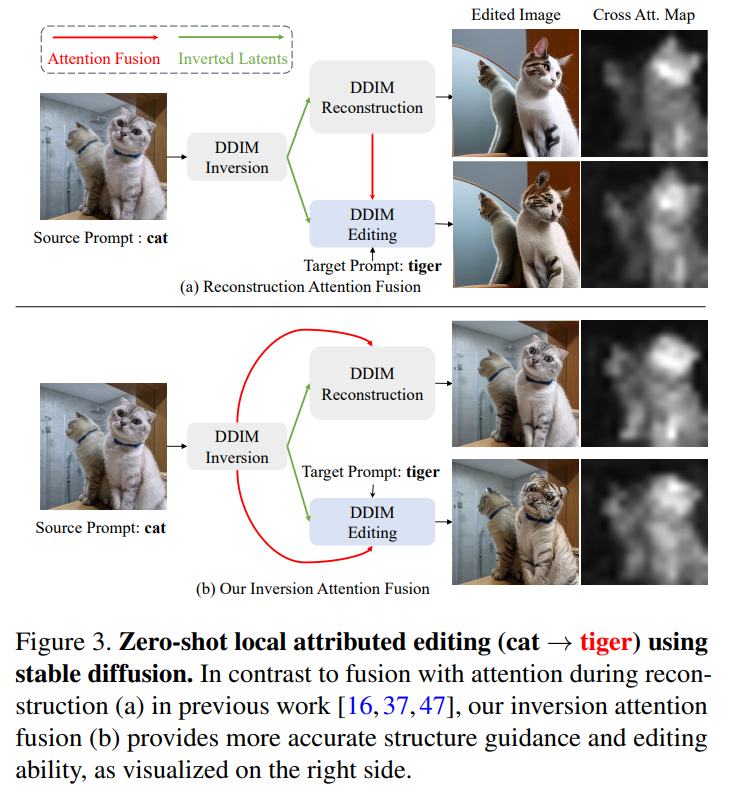 Edited Image
Cross Att. Map
Attention Fusion
Inverted Latents
DDIM
Reconstruction
DDIM
Inversion
DDIM
Editing
Source Prompt : cat
Target Prompt: tiger
(a) Reconstruction Attention Fusion
DDIM
Reconstruction
DDIM
Inversion
Target Prompt: tiger
DDIM
Editing
Source Prompt: cat
(b) Our Inversion Attention Fusion
Figure 3. Zero-shot local attributed editing (cat → tiger) using
stable diffusion. In contrast to fusion with attention during recon-
struction (a) in previous work [16, 37, 47], our inversion attention
fusion (b) provides more accurate structure guidance and editing
ability, as visualized on the right side.